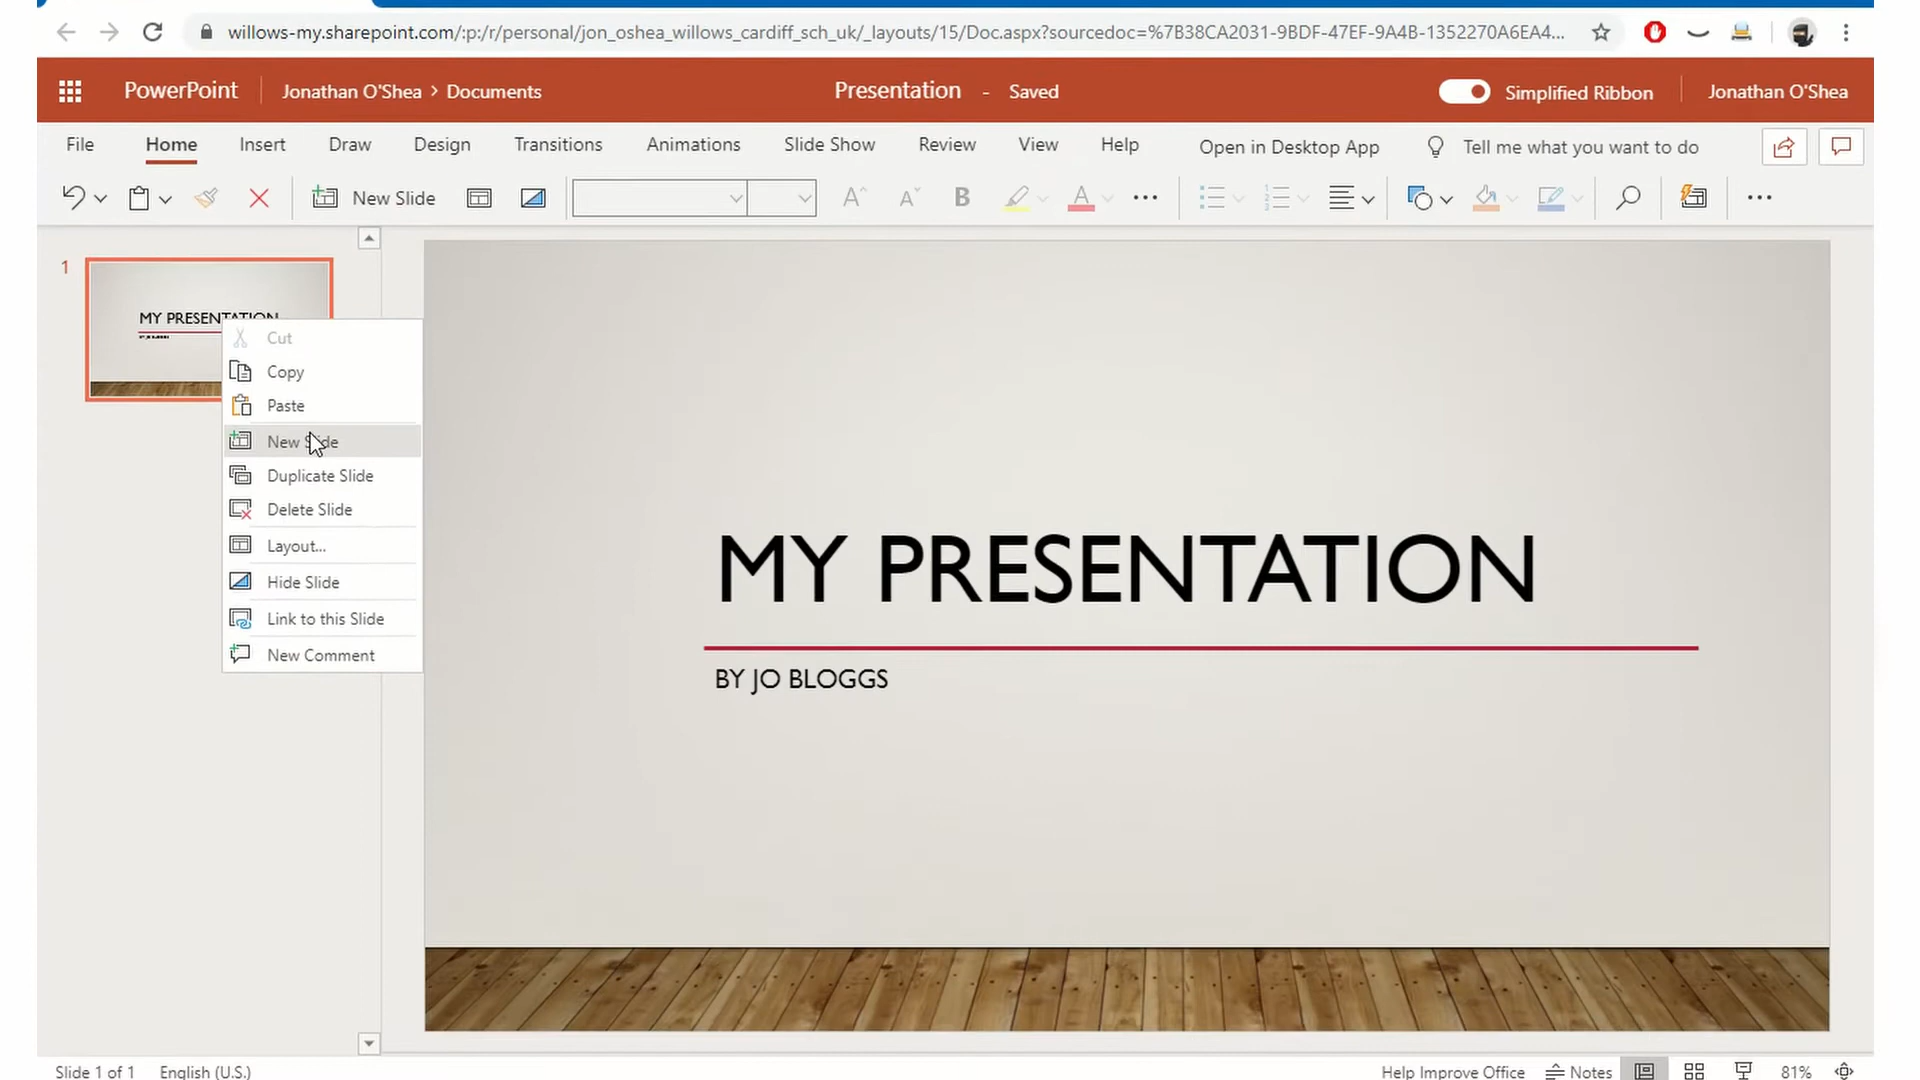 willows-my.sharepoint.com/:p:/r/personal/jon_oshea_willows_cardiff_sch_uk/_layouts/15/Doc.aspx?sourcedoc=%7B38CA2031-9BDF-47EF-9A4B-1352270A6EA4...
PowerPoint Jonathan O'Shea > Documents Presentation - Saved Simplified Ribbon Jonathan O'Shea
File Home Insert Draw Design Transitions Animations Slide Show Review View Help Open in Desktop App Tell me what you want to do
New Slide
1
MY PRESENTATION
Cut
Copy
Paste
New Slide
Duplicate Slide
Delete Slide
Layout...
Hide Slide
Link to this Slide
New Comment
MY PRESENTATION
BY JO BLOGGS
Slide 1 of 1 English (U.S.) Help Improve Office Notes 81%